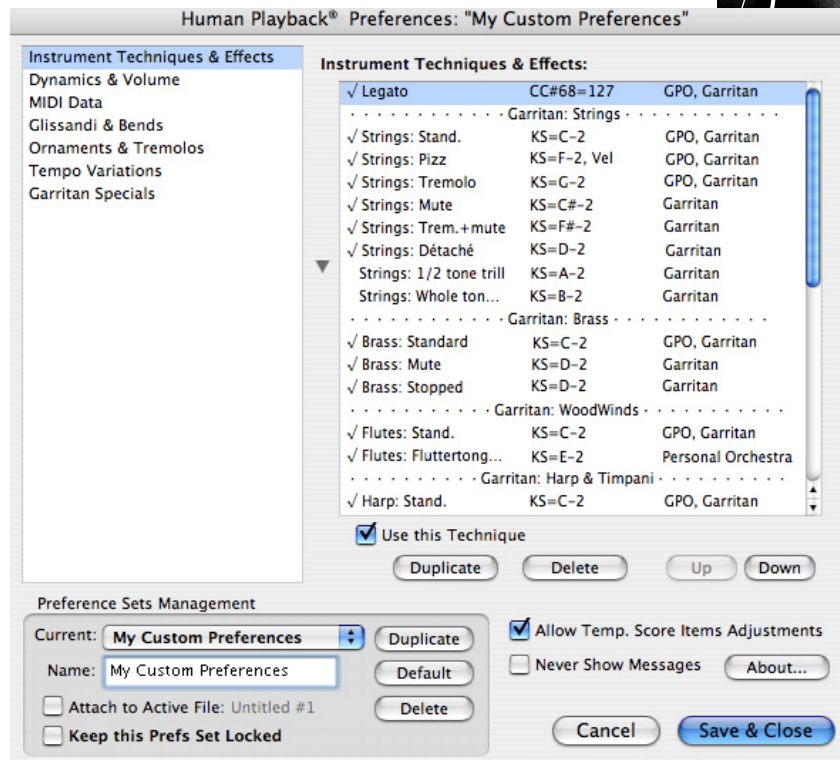 Human Playback® Preferences: "My Custom Preferences"
Instrument Techniques & Effects
Dynamics & Volume
MIDI Data
Glissandi & Bends
Ornaments & Tremolos
Tempo Variations
Garritan Specials
Instrument Techniques & Effects:
√ Legato CC#68=127 GPO, Garritan
· · · · · · · · · · · · Garritan: Strings · · · · · · · · · · · ·
√ Strings: Stand. KS=C-2 GPO, Garritan
√ Strings: Pizz KS=F-2, Vel GPO, Garritan
√ Strings: Tremolo KS=G-2 GPO, Garritan
√ Strings: Mute KS=C#-2 Garritan
√ Strings: Trem.+mute KS=F#-2 Garritan
√ Strings: Détaché KS=D-2 Garritan
Strings: 1/2 tone trill KS=A-2 Garritan
Strings: Whole ton... KS=B-2 Garritan
· · · · · · · · · · · · Garritan: Brass · · · · · · · · · · · ·
√ Brass: Standard KS=C-2 GPO, Garritan
√ Brass: Mute KS=D-2 Garritan
√ Brass: Stopped KS=D-2 Garritan
· · · · · · · · · · · Garritan: WoodWinds · · · · · · · · · · ·
√ Flutes: Stand. KS=C-2 GPO, Garritan
√ Flutes: Fluttertong... KS=E-2 Personal Orchestra
· · · · · · · · · · Garritan: Harp & Timpani · · · · · · · · · ·
√ Harp: Stand. KS=C-2 GPO, Garritan
Use this Technique
Duplicate Delete Up Down
Preference Sets Management
Current: My Custom Preferences Duplicate
Name: My Custom Preferences Default
Attach to Active File: Untitled #1 Delete
Keep this Prefs Set Locked
Allow Temp. Score Items Adjustments
Never Show Messages About...
Cancel Save & Close